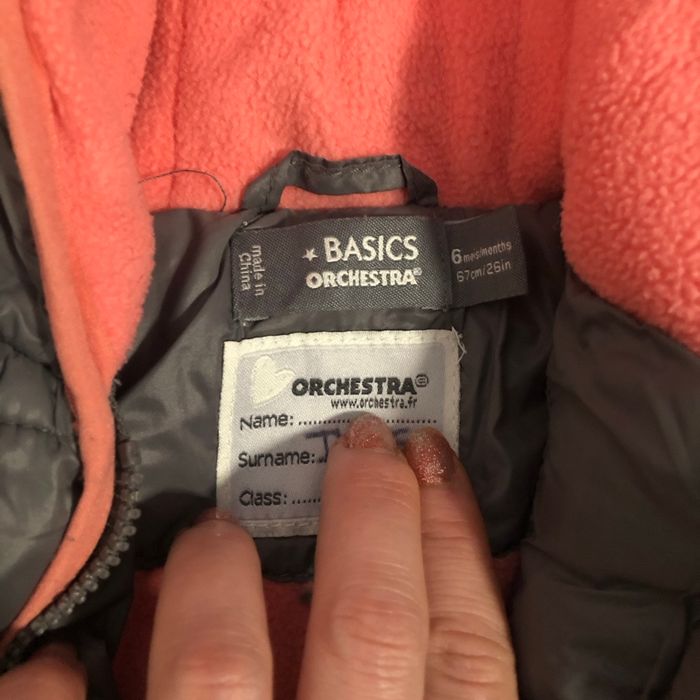 made in
China
★ BASICS
ORCHESTRA®
6 mois/months
67cm/26in
ORCHESTRA®
www.orchestra.fr
Name:
Surname:
Class: